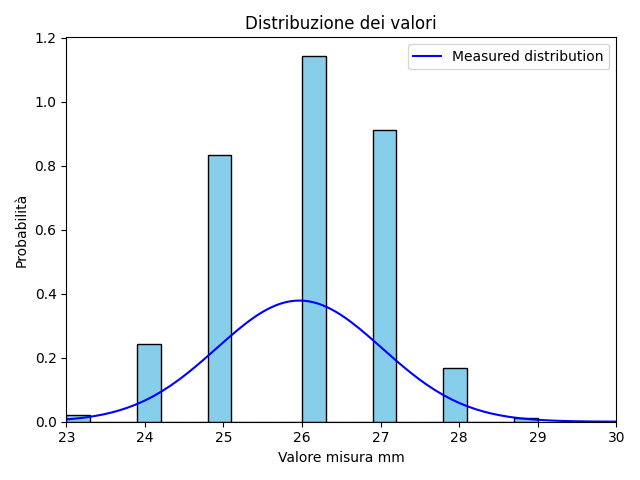 Distribuzione dei valori
Measured distribution
Probabilità
1.2
1.0
0.8
0.6
0.4
0.2
0.0
23 24 25 26 27 28 29 30
Valore misura mm